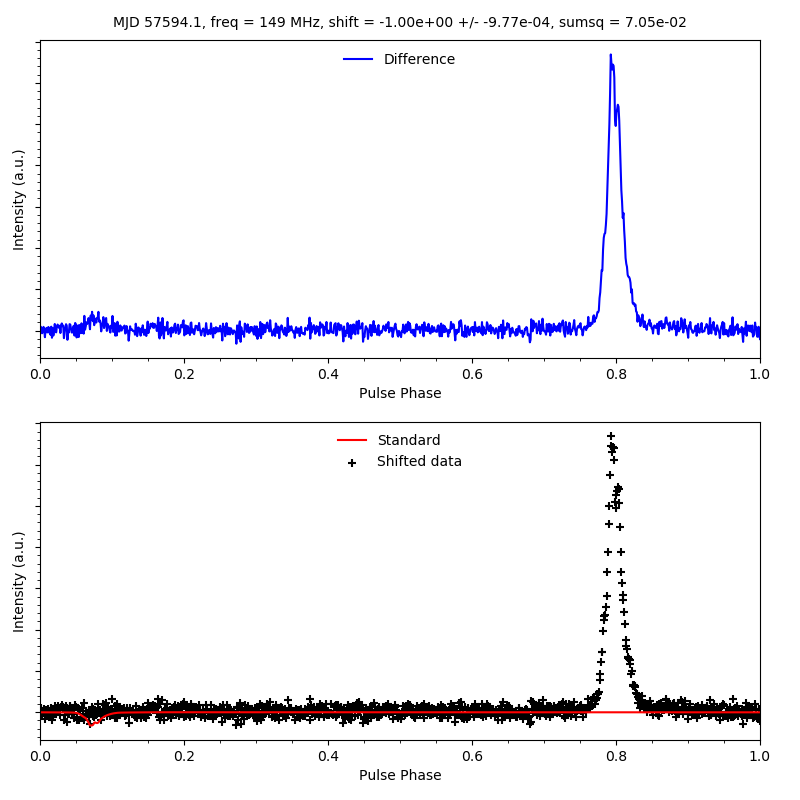 MJD 57594.1, freq = 149 MHz, shift = -1.00e+00 +/- -9.77e-04, sumsq = 7.05e-02
Difference
Intensity (a.u.)
0.0 0.2 0.4 0.6 0.8 1.0
Pulse Phase
Standard
Shifted data
Intensity (a.u.)
0.0 0.2 0.4 0.6 0.8 1.0
Pulse Phase